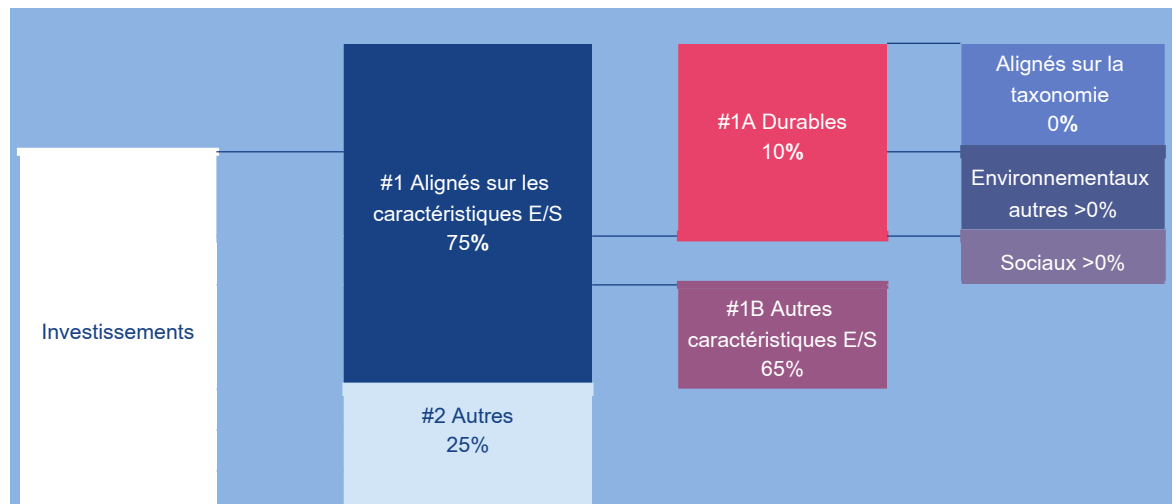 Investissements
#1 Alignés sur les
caractéristiques E/S
75%
#2 Autres
25%
#1A Durables
10%
#1B Autres
caractéristiques E/S
65%
Alignés sur la
taxonomie
0%
Environnementaux
autres >0%
Sociaux >0%